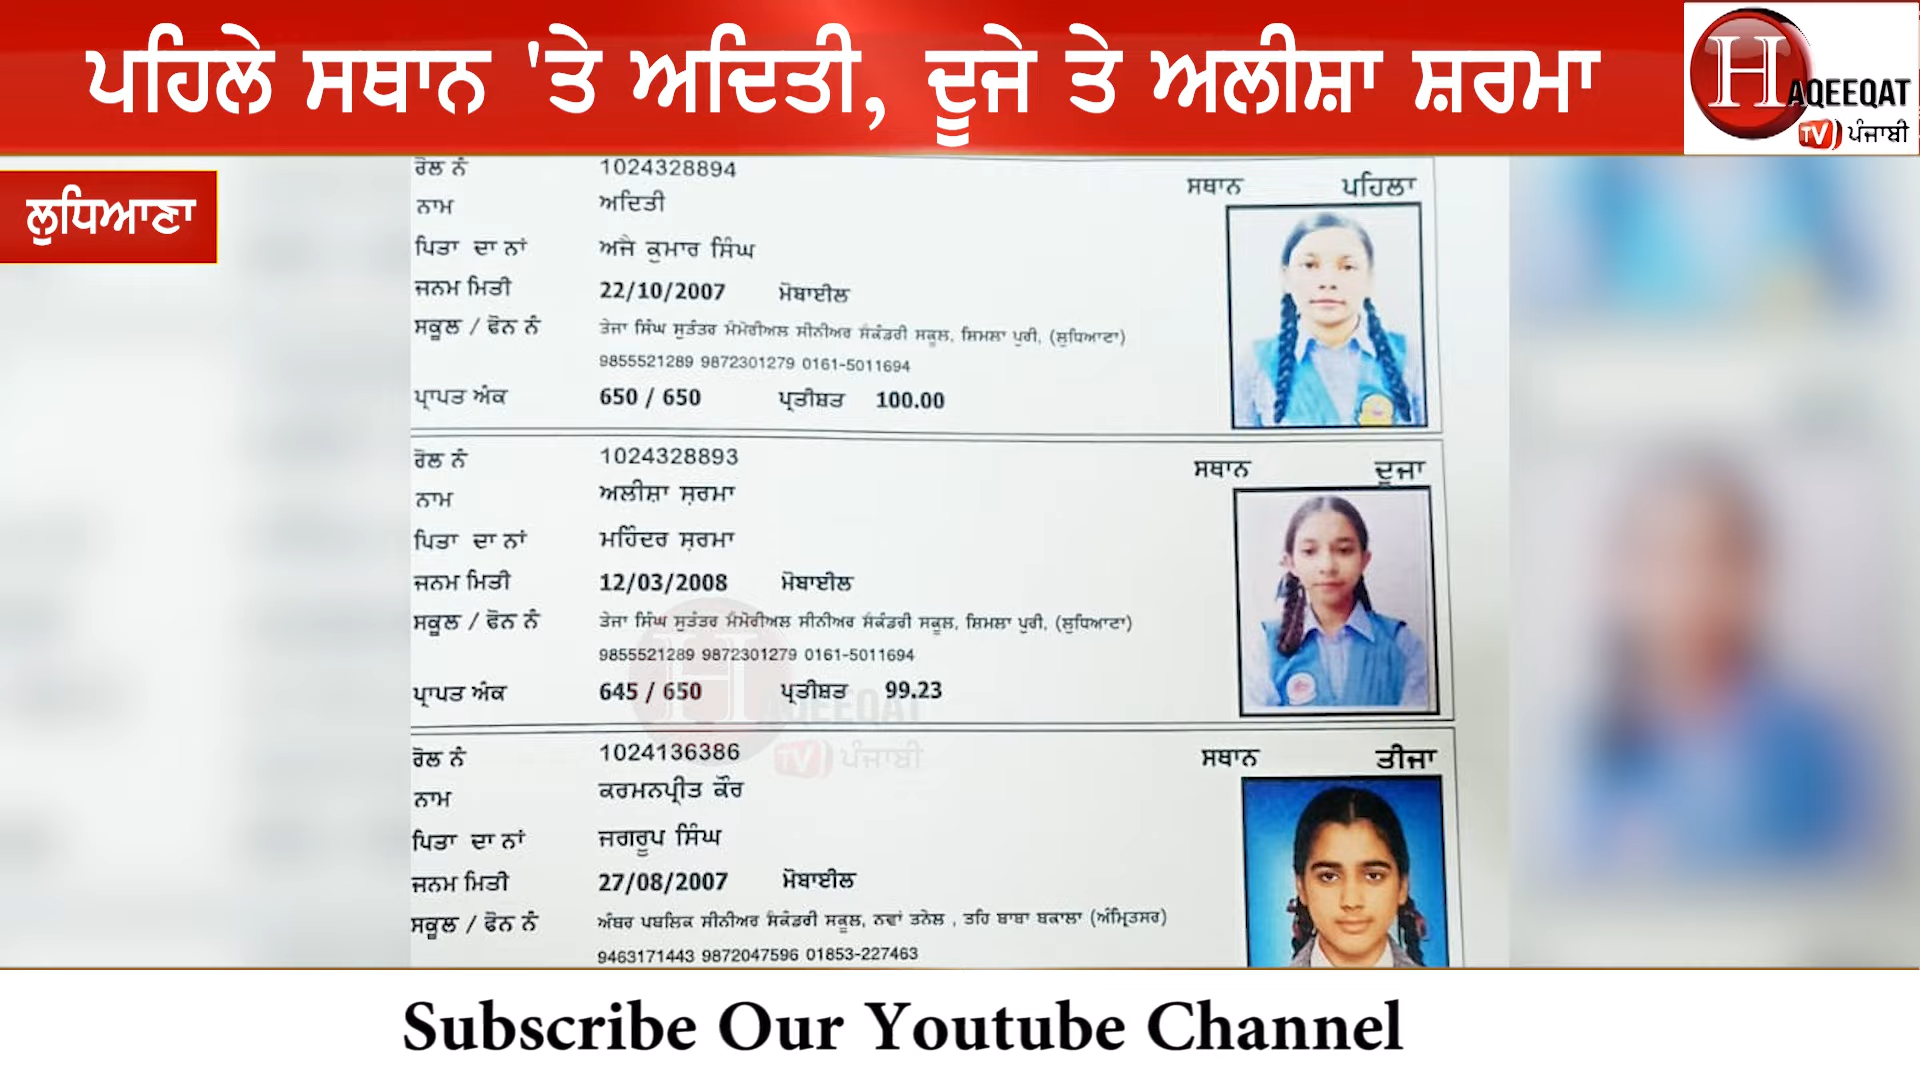 ਪਹਿਲੇ ਸਥਾਨ 'ਤੇ ਅਦਿਤੀ, ਦੂਜੇ ਤੇ ਅਲੀਸ਼ਾ ਸ਼ਰਮਾ
HAQEEQAT
TV ਪੰਜਾਬੀ
ਲੁਧਿਆਣਾ
ਰੋਲ ਨੰ 1024328894
ਸਥਾਨ ਪਹਿਲਾ
ਨਾਮ ਅਦਿਤੀ
ਪਿਤਾ ਦਾ ਨਾਂ ਅਜੈ ਕੁਮਾਰ ਸਿੰਘ
ਜਨਮ ਮਿਤੀ 22/10/2007 ਮੋਬਾਈਲ
ਸਕੂਲ / ਫੋਨ ਨੰ ਤੇਜਾ ਸਿੰਘ ਸੁਤੰਤਰ ਮੈਮੋਰੀਅਲ ਸੀਨੀਅਰ ਸੈਕੰਡਰੀ ਸਕੂਲ, ਸ਼ਿਮਲਾ ਪੁਰੀ, (ਲੁਧਿਆਣਾ)
9855521289 9872301279 0161-5011694
ਪ੍ਰਾਪਤ ਅੰਕ 650 / 650 ਪ੍ਰਤੀਸ਼ਤ 100.00
ਰੋਲ ਨੰ 1024328893
ਸਥਾਨ ਦੂਜਾ
ਨਾਮ ਅਲੀਸ਼ਾ ਸ਼ਰਮਾ
ਪਿਤਾ ਦਾ ਨਾਂ ਮਹਿੰਦਰ ਸ਼ਰਮਾ
ਜਨਮ ਮਿਤੀ 12/03/2008 ਮੋਬਾਈਲ
ਸਕੂਲ / ਫੋਨ ਨੰ ਤੇਜਾ ਸਿੰਘ ਸੁਤੰਤਰ ਮੈਮੋਰੀਅਲ ਸੀਨੀਅਰ ਸੈਕੰਡਰੀ ਸਕੂਲ, ਸ਼ਿਮਲਾ ਪੁਰੀ, (ਲੁਧਿਆਣਾ)
9855521289 9872301279 0161-5011694
ਪ੍ਰਾਪਤ ਅੰਕ 645 / 650 ਪ੍ਰਤੀਸ਼ਤ 99.23
HAQEEQAT
TV ਪੰਜਾਬੀ
ਰੋਲ ਨੰ 1024136386
ਸਥਾਨ ਤੀਜਾ
ਨਾਮ ਕਰਮਨਪ੍ਰੀਤ ਕੌਰ
ਪਿਤਾ ਦਾ ਨਾਂ ਜਗਰੂਪ ਸਿੰਘ
ਜਨਮ ਮਿਤੀ 27/08/2007 ਮੋਬਾਈਲ
ਸਕੂਲ / ਫੋਨ ਨੰ ਅੰਬਰ ਪਬਲਿਕ ਸੀਨੀਅਰ ਸੈਕੰਡਰੀ ਸਕੂਲ, ਨਵਾਂ ਤਨੇਲ , ਤਹਿ ਬਾਬਾ ਬਕਾਲਾ (ਅੰਮ੍ਰਿਤਸਰ)
9463171443 9872047596 01853-227463
Subscribe Our Youtube Channel